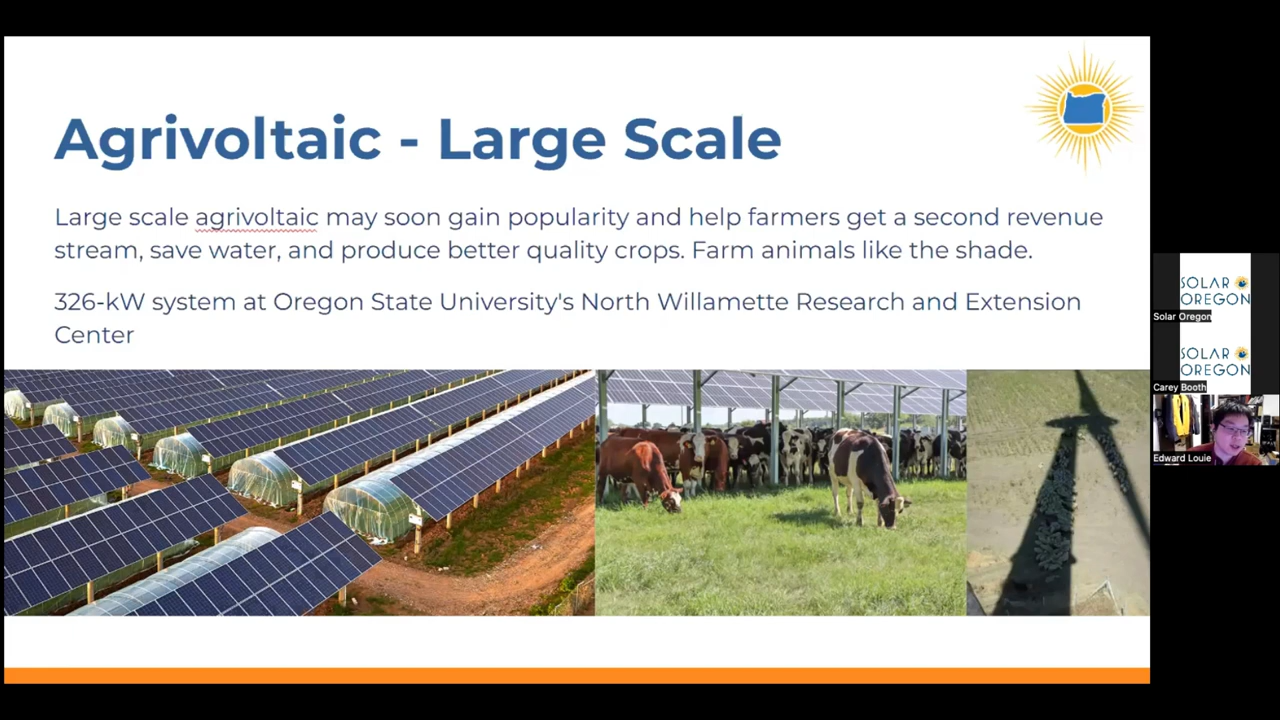 Agrivoltaic - Large Scale
Large scale agrivoltaic may soon gain popularity and help farmers get a second revenue
stream, save water, and produce better quality crops. Farm animals like the shade.
326-kW system at Oregon State University's North Willamette Research and Extension
Center
SOLAR
OREGON
Solar Oregon
SOLAR
OREGON
Carey Booth
Edward Louie